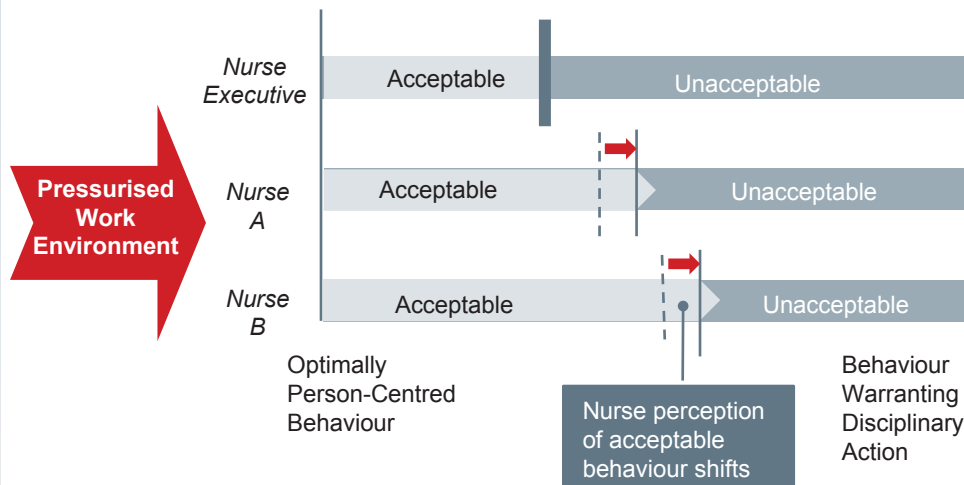 Nurse
Executive
Acceptable
Unacceptable
Pressurised
Work
Environment
Nurse
A
Acceptable
Unacceptable
Nurse
B
Acceptable
Unacceptable
Optimally
Person-Centred
Behaviour
Nurse perception
of acceptable
behaviour shifts
Behaviour
Warranting
Disciplinary
Action